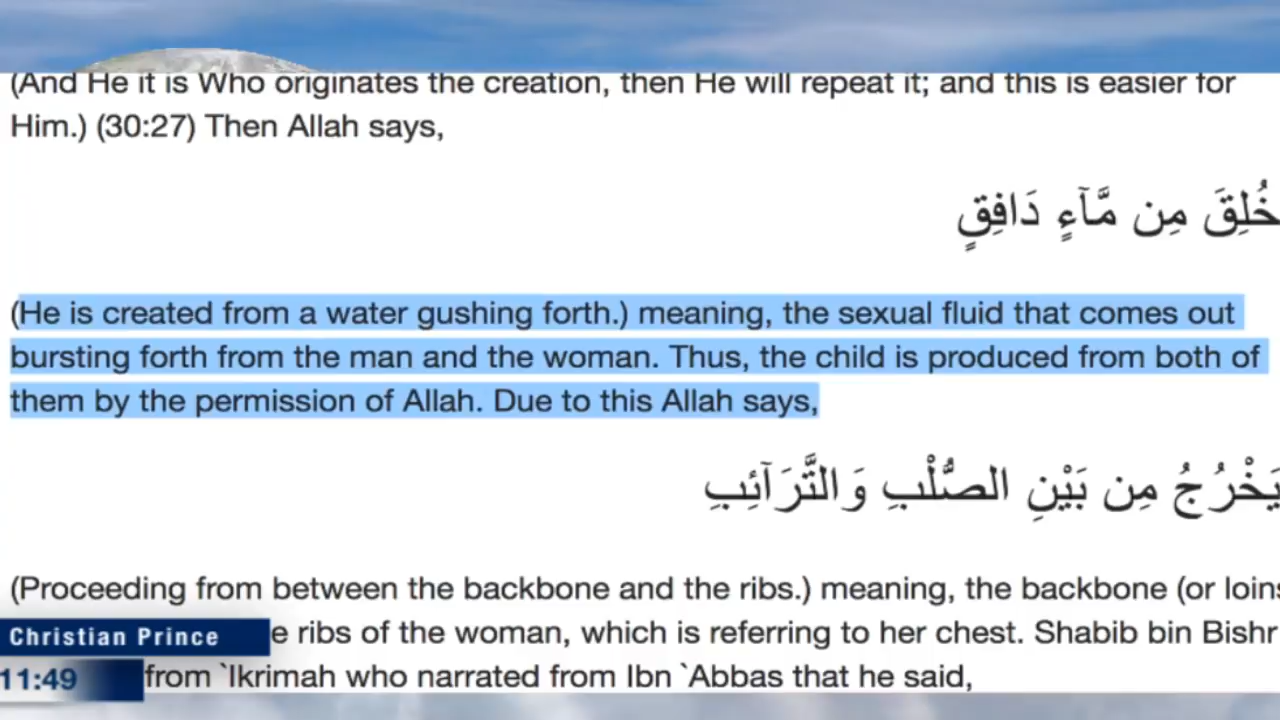 (And He it is Who originates the creation, then He will repeat it; and this is easier for
Him.) (30:27) Then Allah says,
خُلِقَ مِن مَّآءٍ دَافِقٍ
(He is created from a water gushing forth.) meaning, the sexual fluid that comes out
bursting forth from the man and the woman. Thus, the child is produced from both of
them by the permission of Allah. Due to this Allah says,
يَخْرُجُ مِن بَيْنِ الصُّلْبِ وَالتَّرَآئِبِ
(Proceeding from between the backbone and the ribs.) meaning, the backbone (or loins
e ribs of the woman, which is referring to her chest. Shabib bin Bishr
Christian Prince
from `Ikrimah who narrated from Ibn `Abbas that he said,
11:49